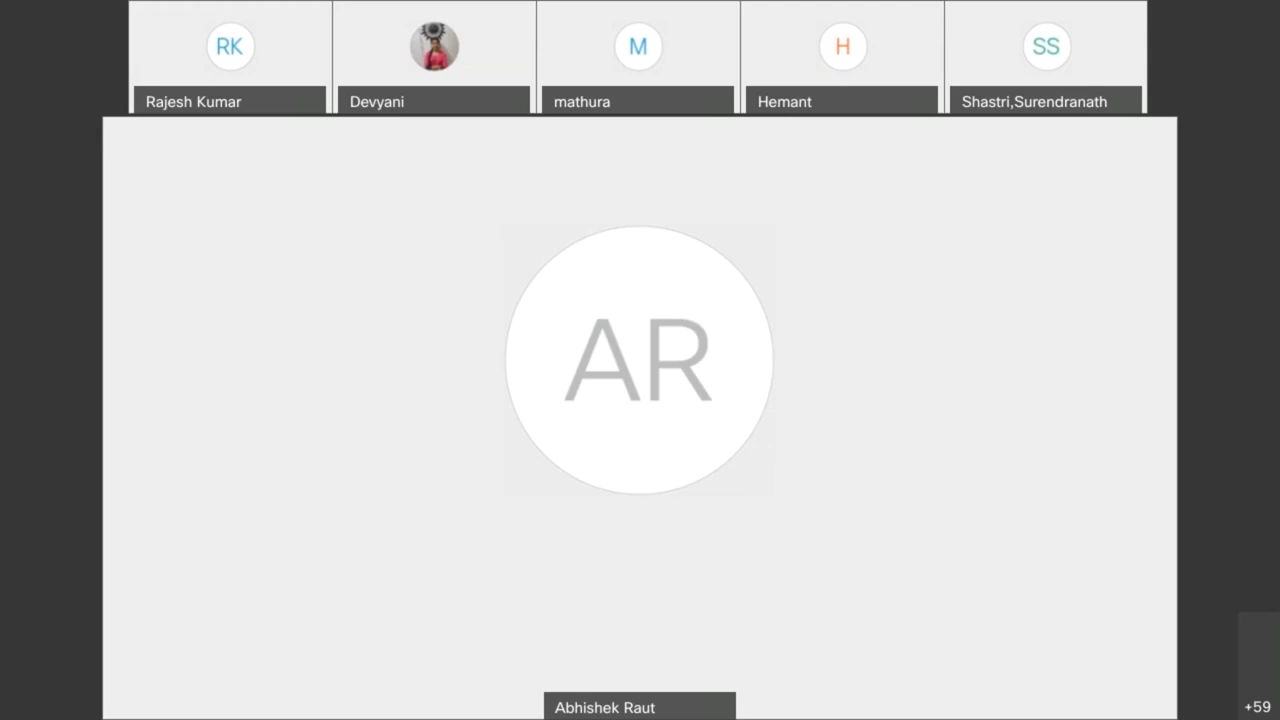 RK
M
H
SS
Rajesh Kumar
Devyani
mathura
Hemant
Shastri,Surendranath
AR
Abhishek Raut
+59